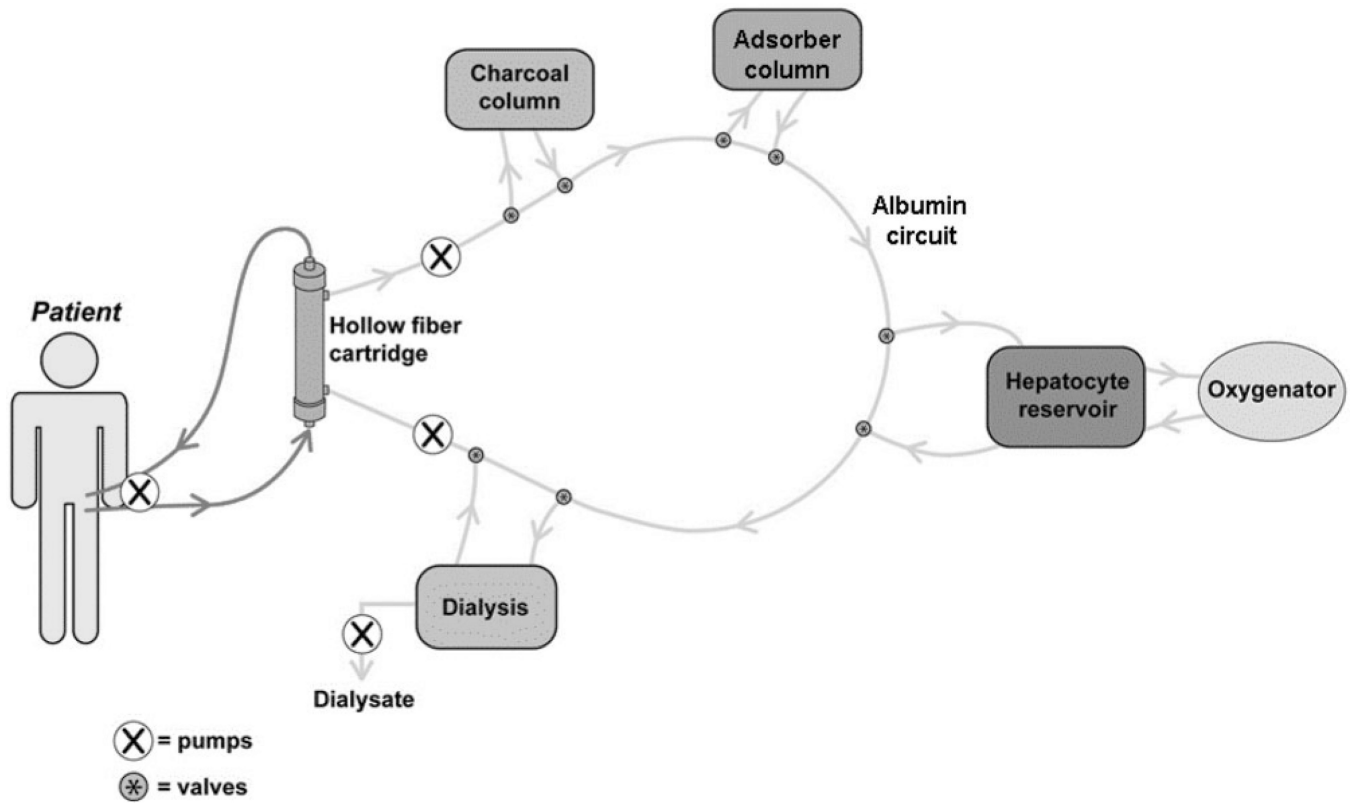 Adsorber
column
Charcoal
column
Albumin
circuit
Patient
Hollow fiber
cartridge
Hepatocyte
reservoir
Oxygenator
Dialysis
Dialysate
= pumps
= valves